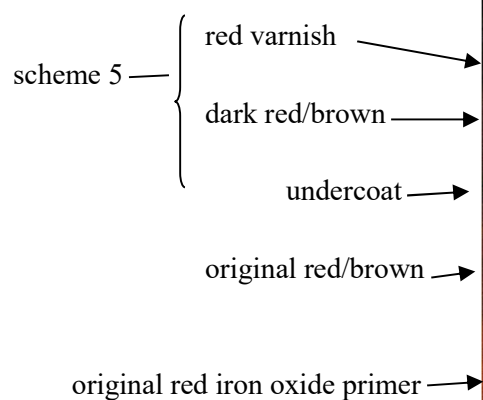 red varnish
scheme 5
dark red/brown
undercoat
original red/brown
original red iron oxide primer